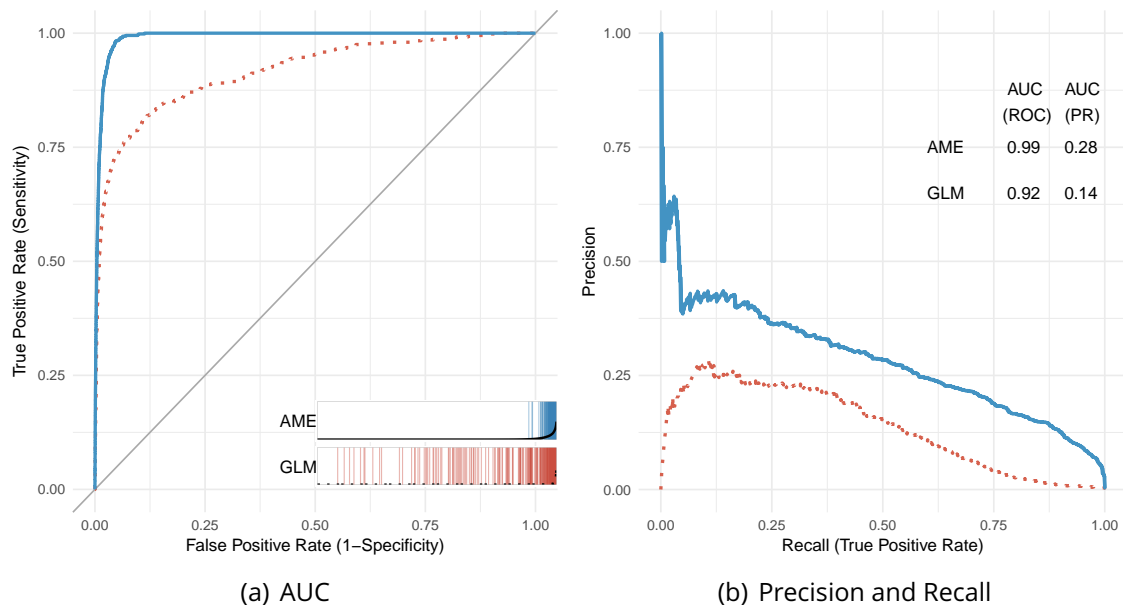 1.00
0.75
0.50
0.25
0.00
True Positive Rate (Sensitivity)
AME
GLM
0.00 0.25 0.50 0.75 1.00
False Positive Rate (1−Specificity)
(a) AUC
1.00
0.75
0.50
0.25
0.00
Precision
AUC AUC
(ROC) (PR)
AME 0.99 0.28
GLM 0.92 0.14
0.00 0.25 0.50 0.75 1.00
Recall (True Positive Rate)
(b) Precision and Recall